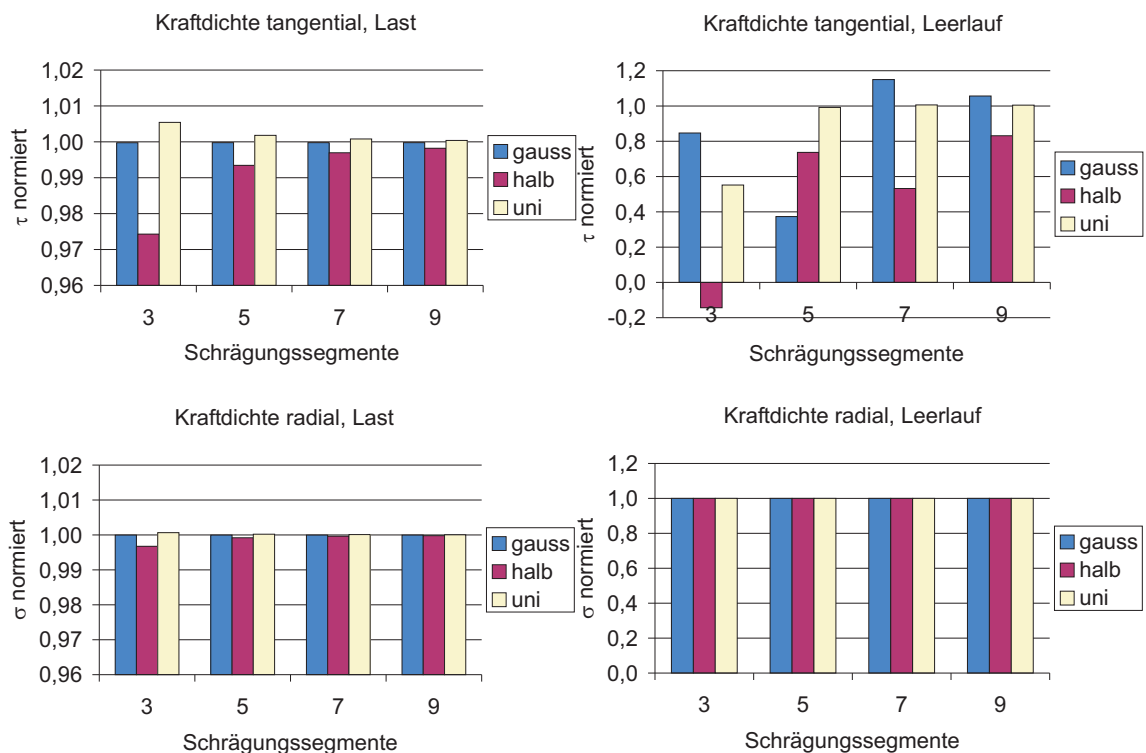 Kraftdichte tangential, Last
1,02
1,01
1,00
0,99
0,98
0,97
0,96
τ normiert
3 5 7 9
Schrägungssegmente
gauss
halb
uni
Kraftdichte tangential, Leerlauf
1,2
1,0
0,8
0,6
0,4
0,2
0,0
-0,2
τ normiert
3 5 7 9
Schrägungssegmente
gauss
halb
uni
Kraftdichte radial, Last
1,02
1,01
1,00
0,99
0,98
0,97
0,96
σ normiert
3 5 7 9
Schrägungssegmente
gauss
halb
uni
Kraftdichte radial, Leerlauf
1,2
1,0
0,8
0,6
0,4
0,2
0,0
σ normiert
3 5 7 9
Schrägungssegmente
gauss
halb
uni